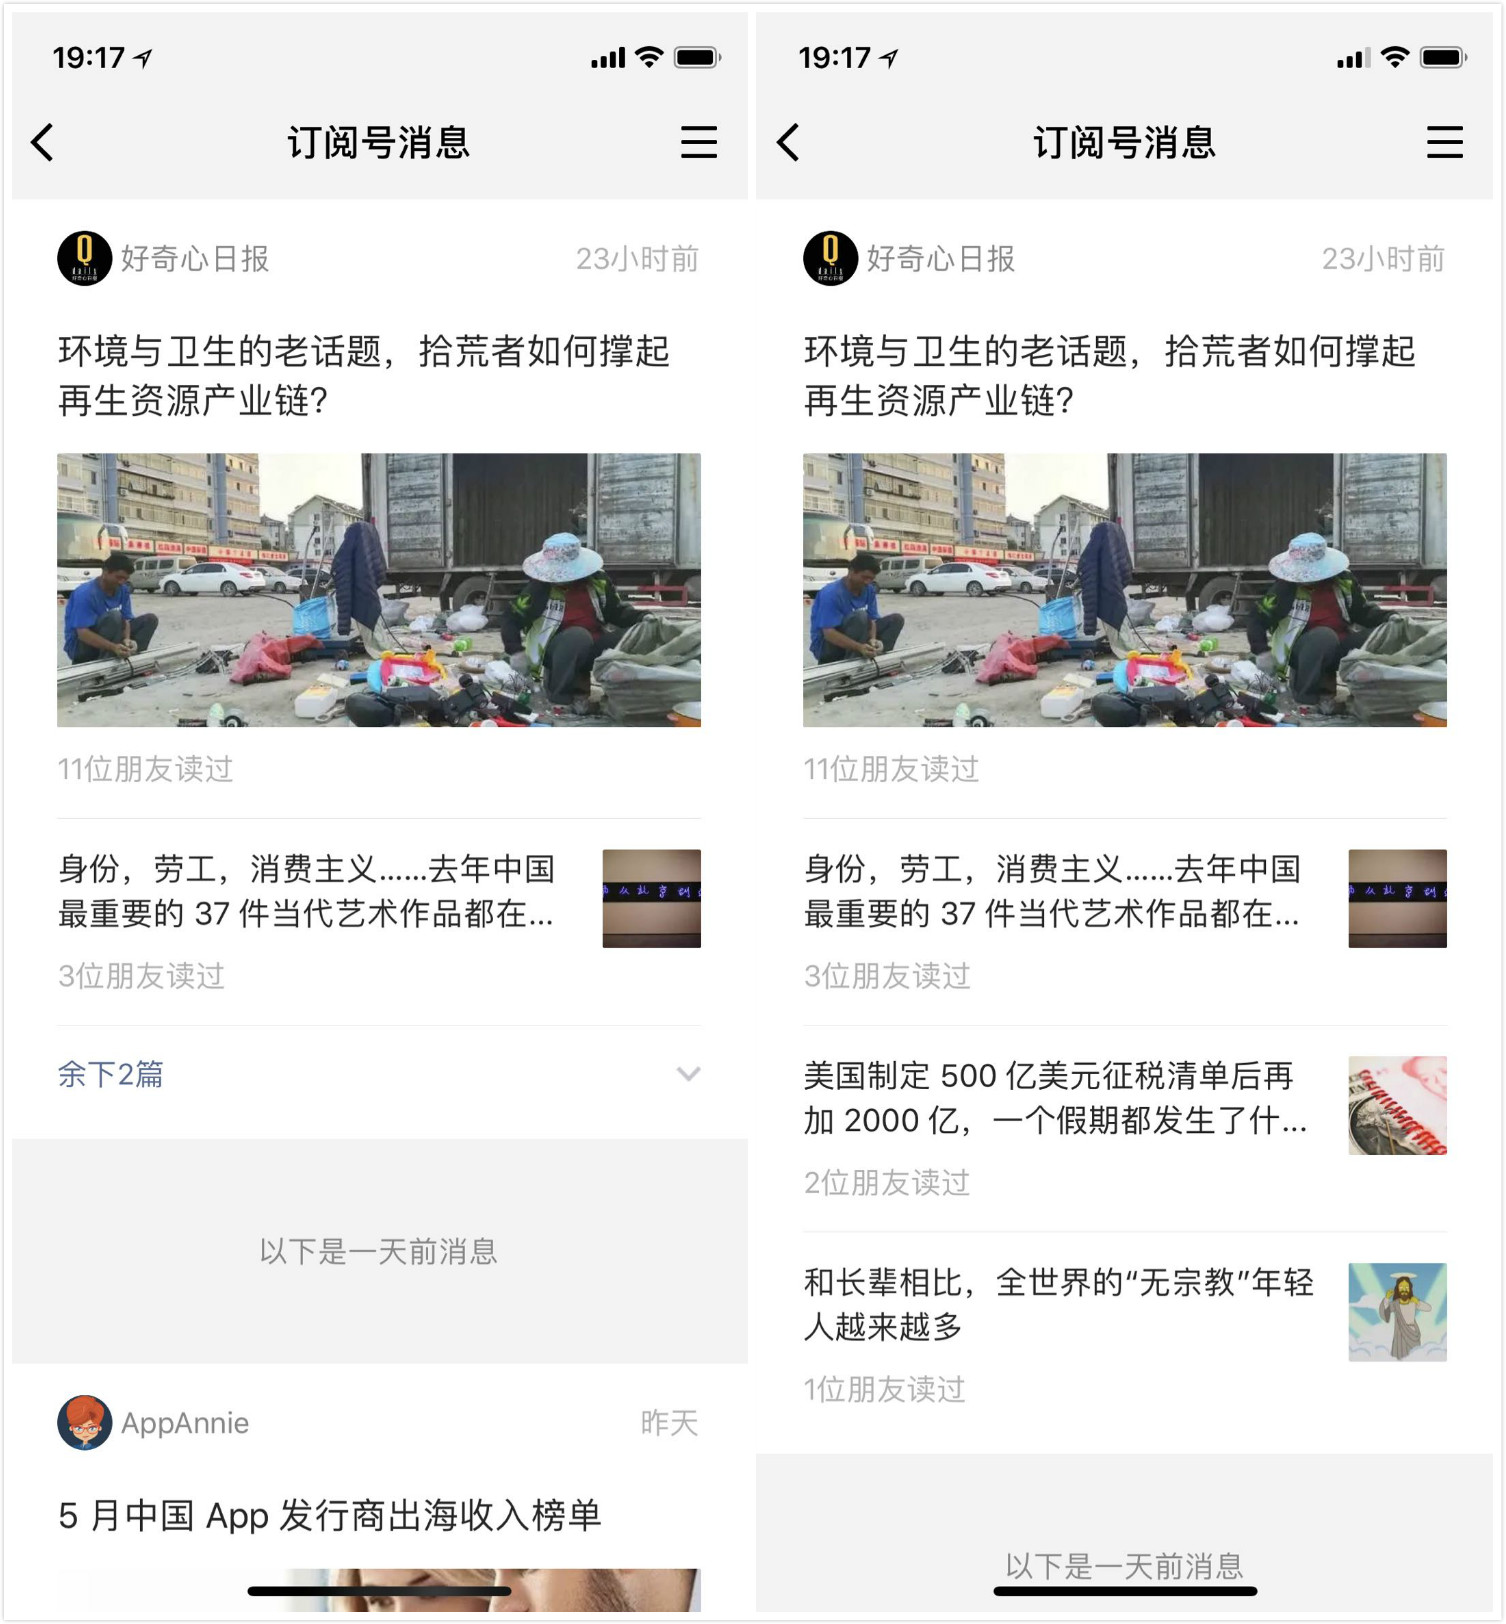 19:17
订阅号消息
好奇心日报
23小时前
环境与卫生的老话题，拾荒者如何撑起
再生资源产业链？
11位朋友读过
身份，劳工，消费主义……去年中国
最重要的 37 件当代艺术作品都在...
3位朋友读过
余下2篇
以下是一天前消息
AppAnnie
昨天
5 月中国 App 发行商出海收入榜单
19:17
订阅号消息
好奇心日报
23小时前
环境与卫生的老话题，拾荒者如何撑起
再生资源产业链？
11位朋友读过
身份，劳工，消费主义……去年中国
最重要的 37 件当代艺术作品都在...
3位朋友读过
美国制定 500 亿美元征税清单后再
加 2000 亿，一个假期都发生了什...
2位朋友读过
和长辈相比，全世界的“无宗教”年轻
人越来越多
1位朋友读过
以下是一天前消息